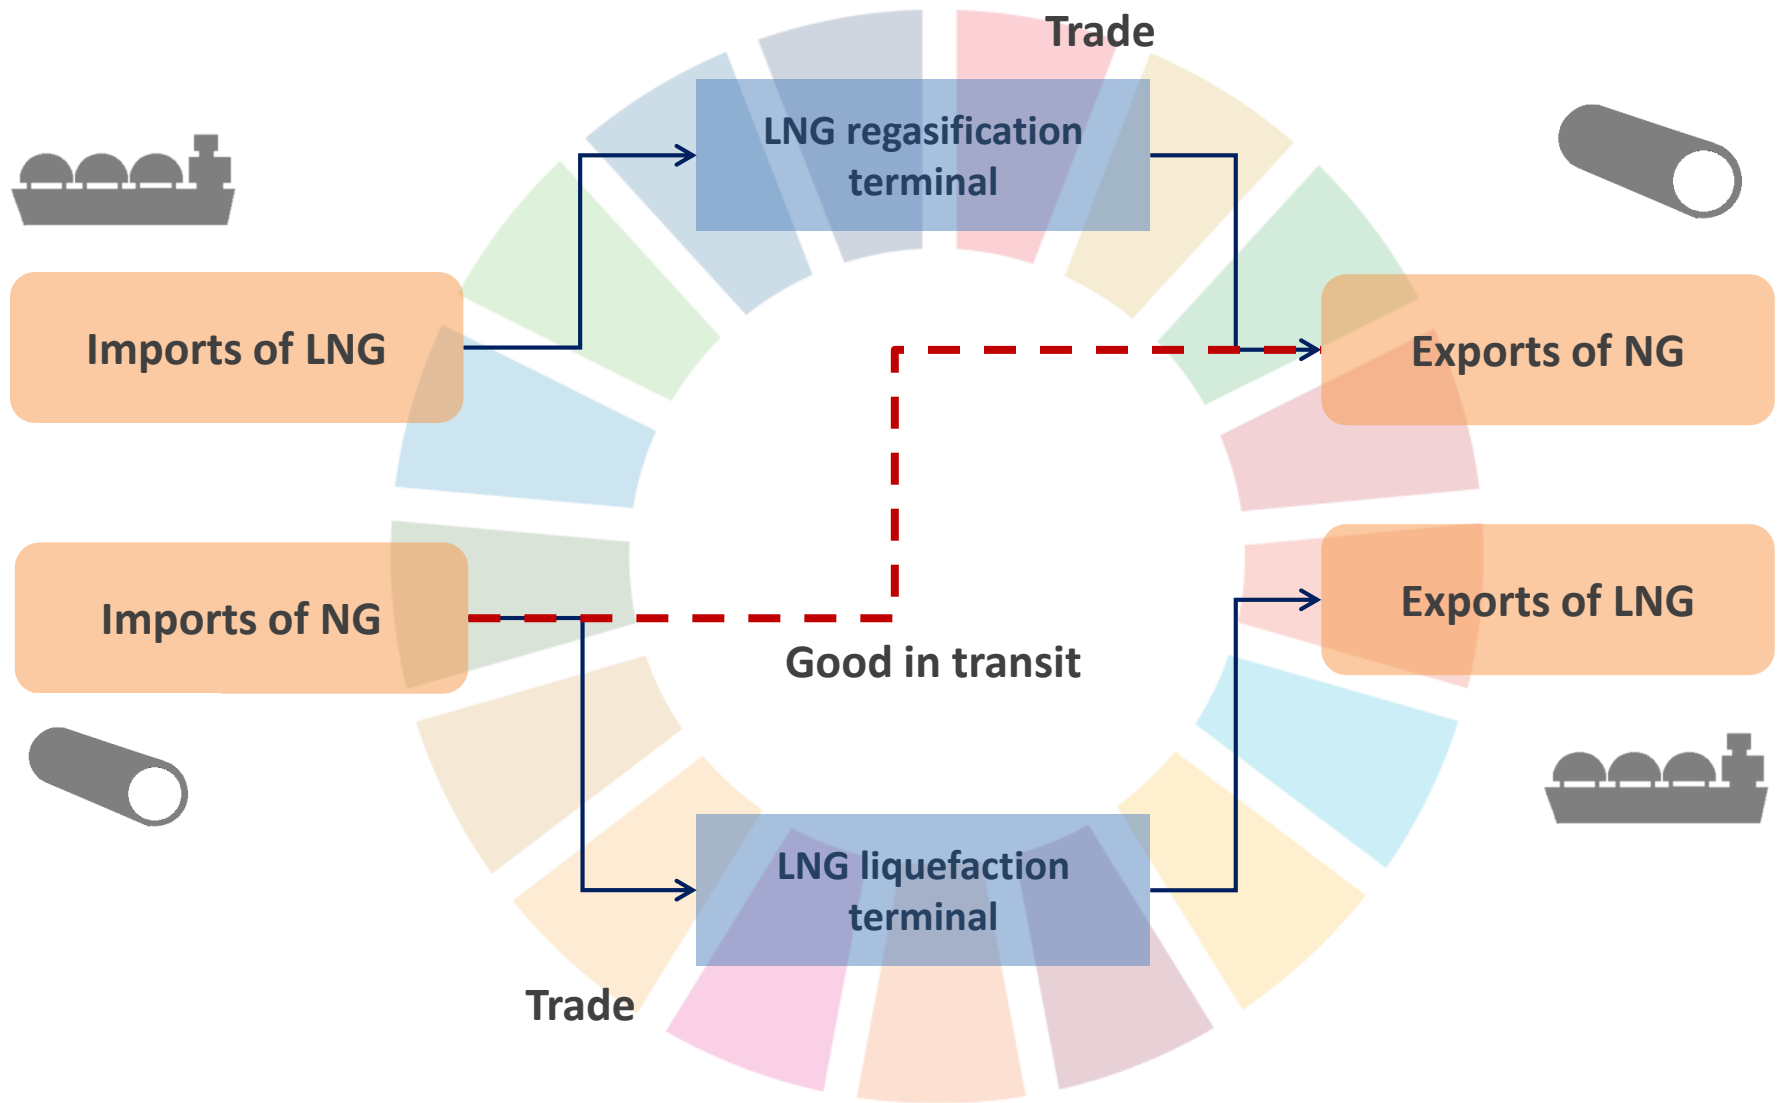 Trade
LNG regasification
terminal
Imports of LNG
Exports of NG
Imports of NG
Exports of LNG
Good in transit
LNG liquefaction
terminal
Trade